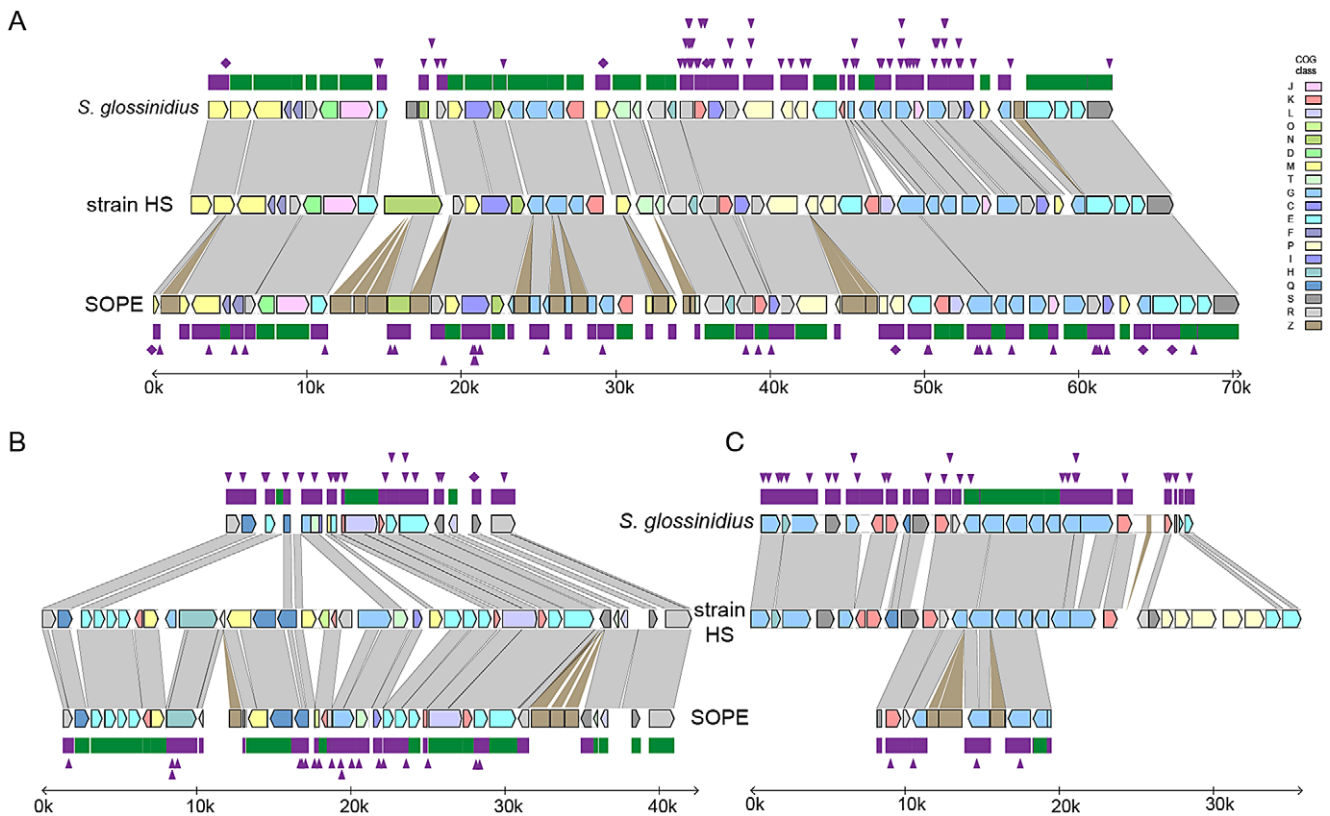 A
S. glossinidius
strain HS
SOPE
0k 10k 20k 30k 40k 50k 60k 70k
COG
class
J
K
L
O
N
D
M
T
G
C
E
F
P
I
H
Q
S
R
Z
B
strain
HS
SOPE
0k 10k 20k 30k 40k
C
S. glossinidius
0k 10k 20k 30k